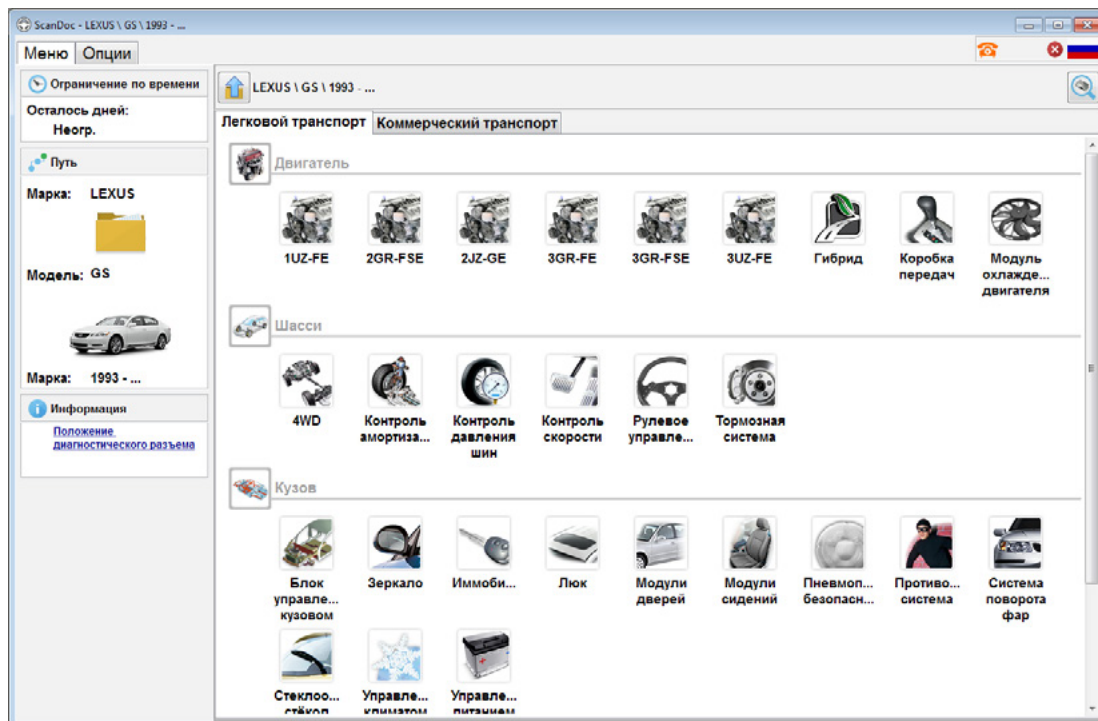 ScanDoc - LEXUS \ GS \ 1993 - ...
Меню Опции
Ограничение по времени
Осталось дней:
Неогр.
Путь
Марка: LEXUS
Модель: GS
Марка: 1993 - ...
Информация
Положение
диагностического разъема
LEXUS \ GS \ 1993 - ...
Легковой транспорт Коммерческий транспорт
Двигатель
1UZ-FE 2GR-FSE 2JZ-GE 3GR-FE 3GR-FSE 3UZ-FE Гибрид Коробка Модуль
передач охлажде...
двигателя
Шасси
4WD Контроль Контроль Контроль Рулевое Тормозная
амортиза... давления скорости управле... система
шин
Кузов
Блок Зеркало Иммоби... Люк Модули Модули Пневмоп... Противо... Система
управле... дверей сидений безопасн... система поворота
кузовом фар
Стеклоо... Управле... Управле...
стёкол климатом питанием